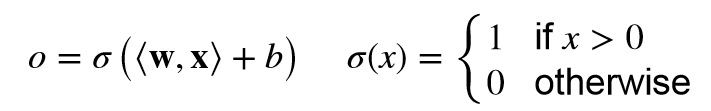 o = σ (⟨w, x⟩ + b) σ(x) = { 1 if x > 0
0 otherwise